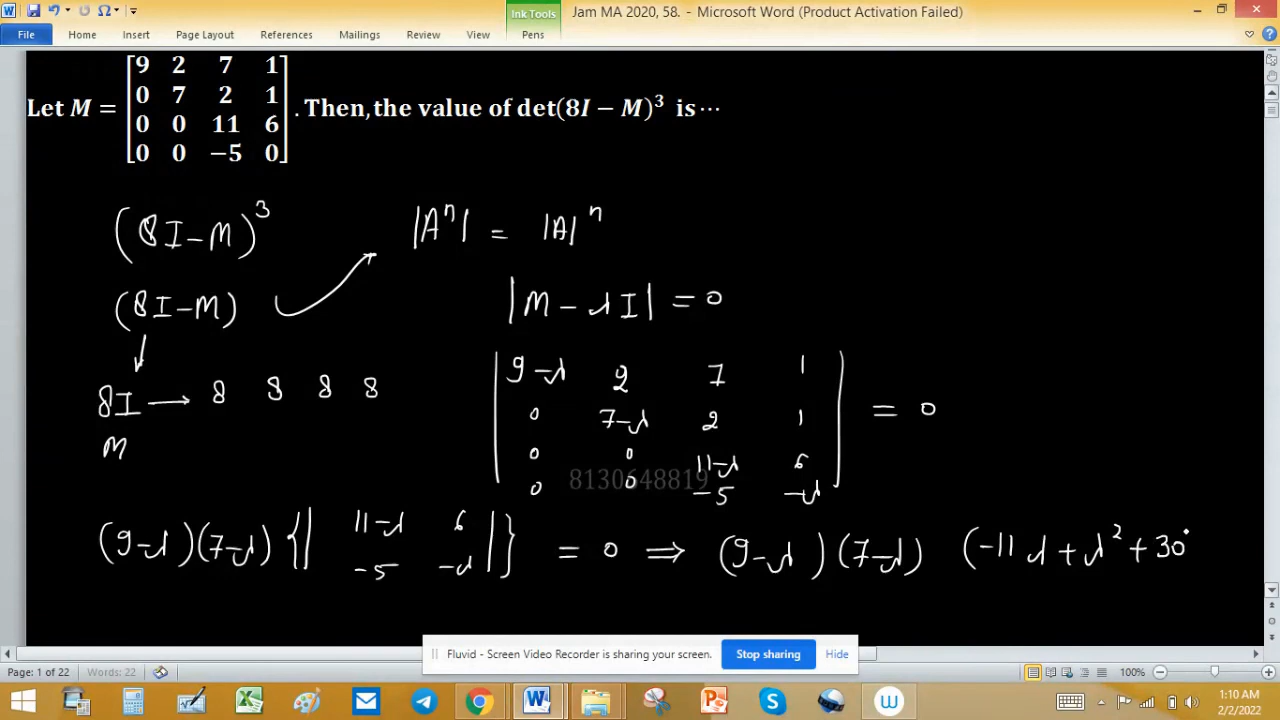 Ink Tools
Jam MA 2020, 58. - Microsoft Word (Product Activation Failed)
File Home Insert Page Layout References Mailings Review View Pens
Let M = [9 2 7 1
0 7 2 1
0 0 11 6
0 0 −5 0]. Then, the value of det(8I − M)³ is ⋯
(8I − M)³ |Aⁿ| = |A|ⁿ
(8I − M) |M − λI| = 0
8I → 8 8 8 8
M
|9−λ 2 7 1
0 7−λ 2 1
0 0 11−λ 6
0 0 −5 −λ| = 0
8130648819
(9−λ)(7−λ){|11−λ 6
−5 −λ|} = 0 ⇒ (9−λ)(7−λ) (−11λ + λ² + 30
Fluvid - Screen Video Recorder is sharing your screen. Stop sharing Hide
Page: 1 of 22 Words: 22 100%
1:10 AM
2/2/2022